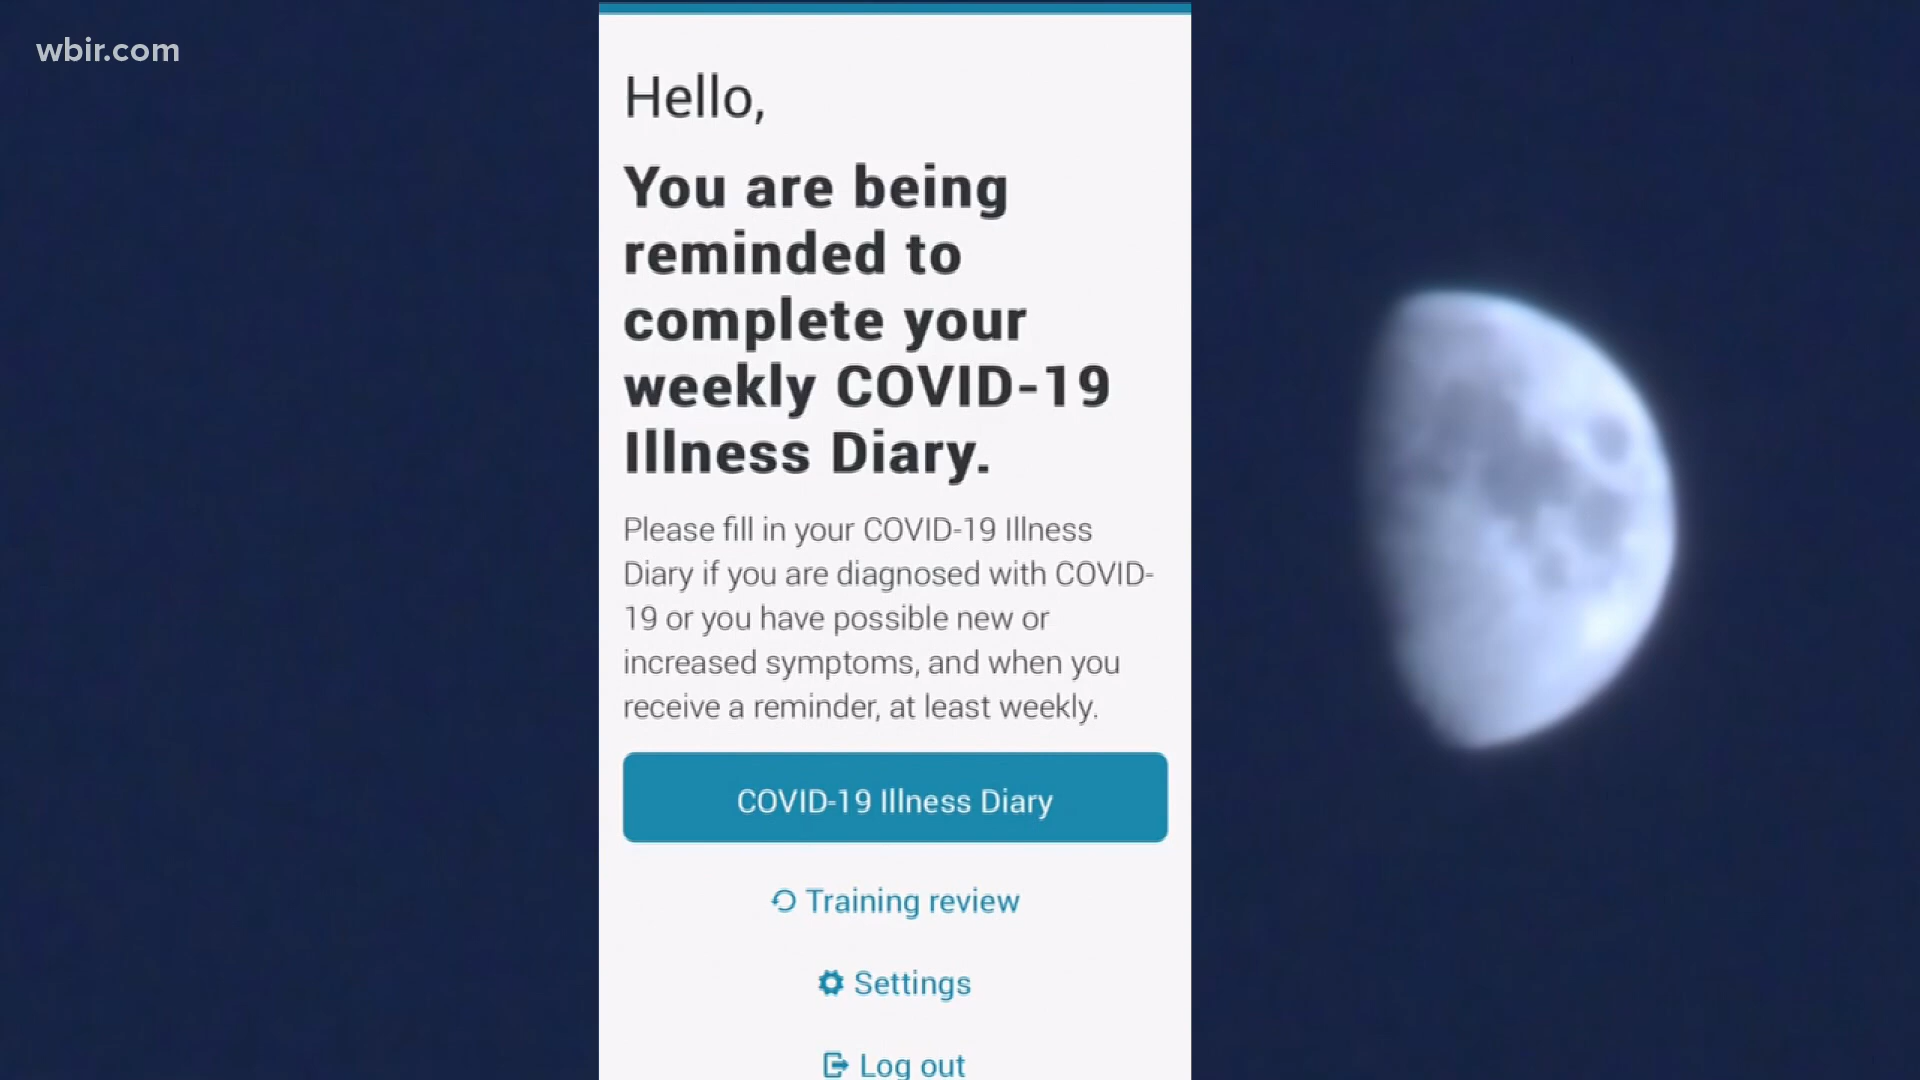 wbir.com
Hello,
You are being
reminded to
complete your
weekly COVID-19
Illness Diary.
Please fill in your COVID-19 Illness
Diary if you are diagnosed with COVID-
19 or you have possible new or
increased symptoms, and when you
receive a reminder, at least weekly.
COVID-19 Illness Diary
Training review
Settings
Log out